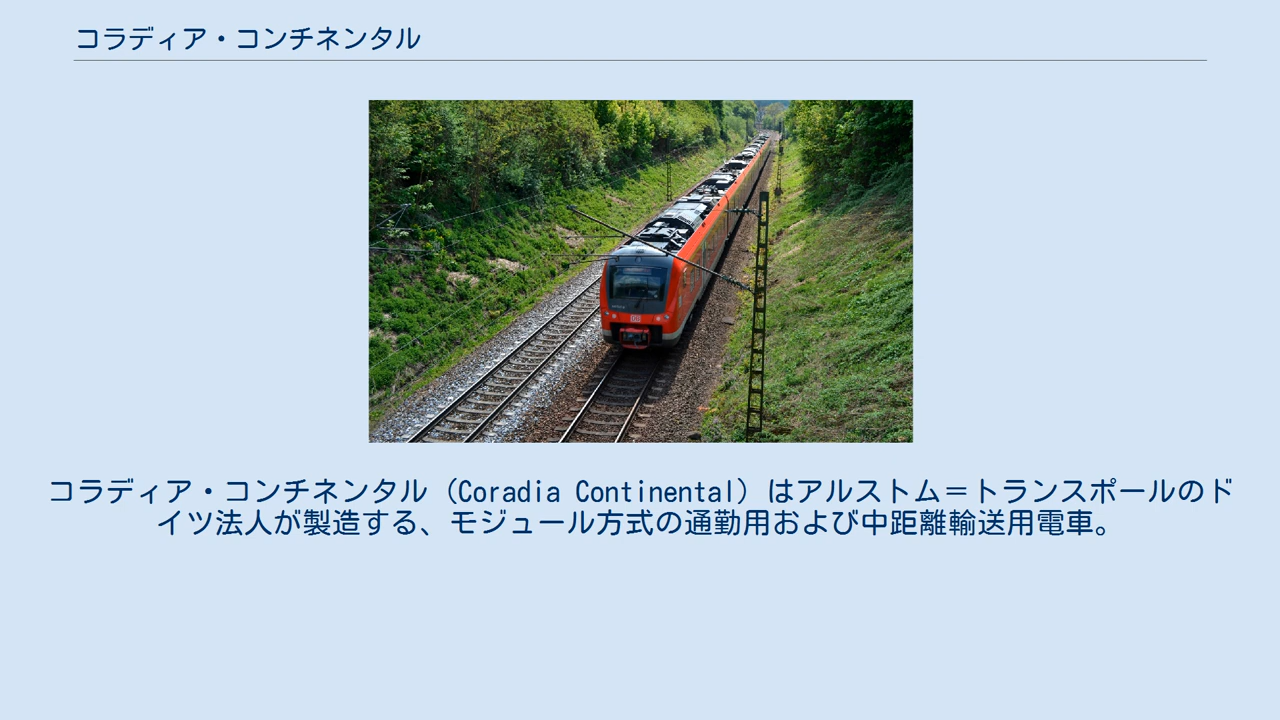 コラディア・コンチネンタル
DB
コラディア・コンチネンタル（Coradia Continental）はアルストム＝トランスポールのド
イツ法人が製造する、モジュール方式の通勤用および中距離輸送用電車。